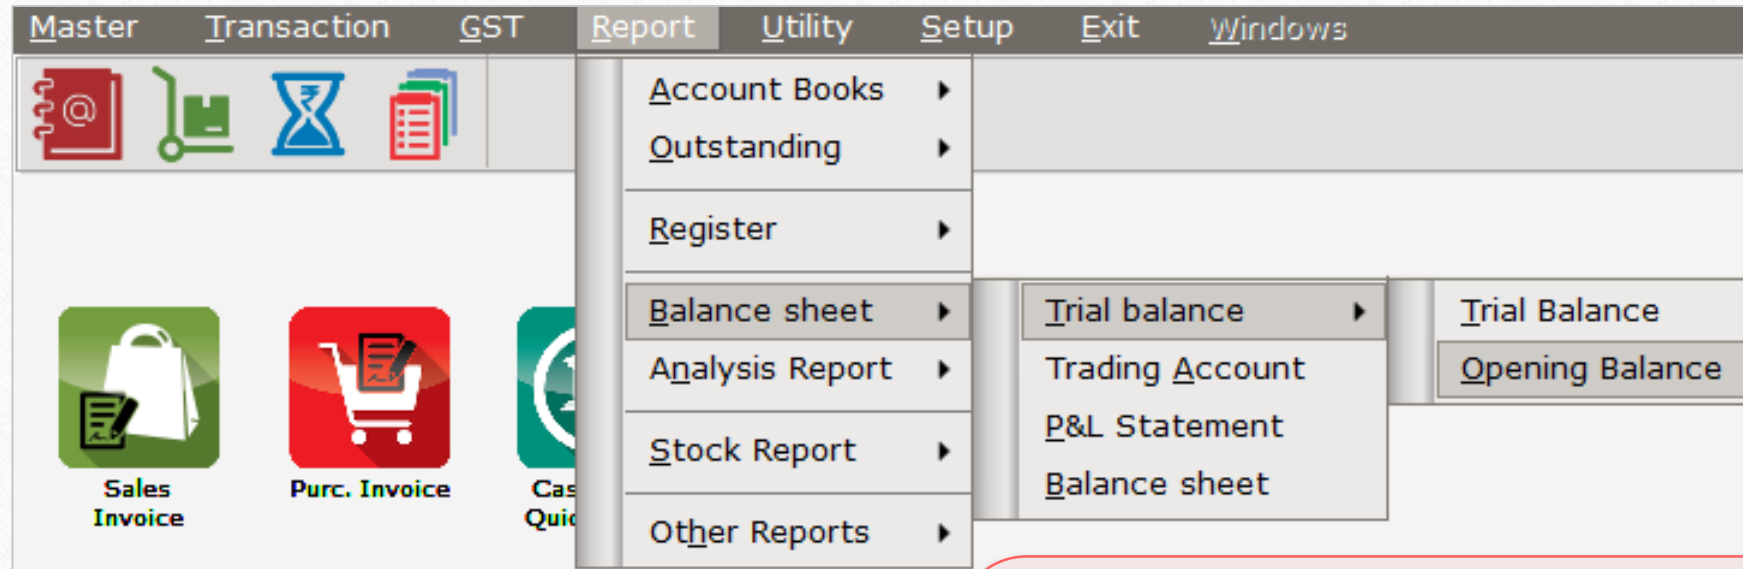 Master Transaction GST Report Utility Setup Exit Windows
@
₹
Account Books
Outstanding
Register
Balance sheet
Analysis Report
Stock Report
Other Reports
Trial balance
Trading Account
P&L Statement
Balance sheet
Trial Balance
Opening Balance
Sales
Invoice
Purc. Invoice